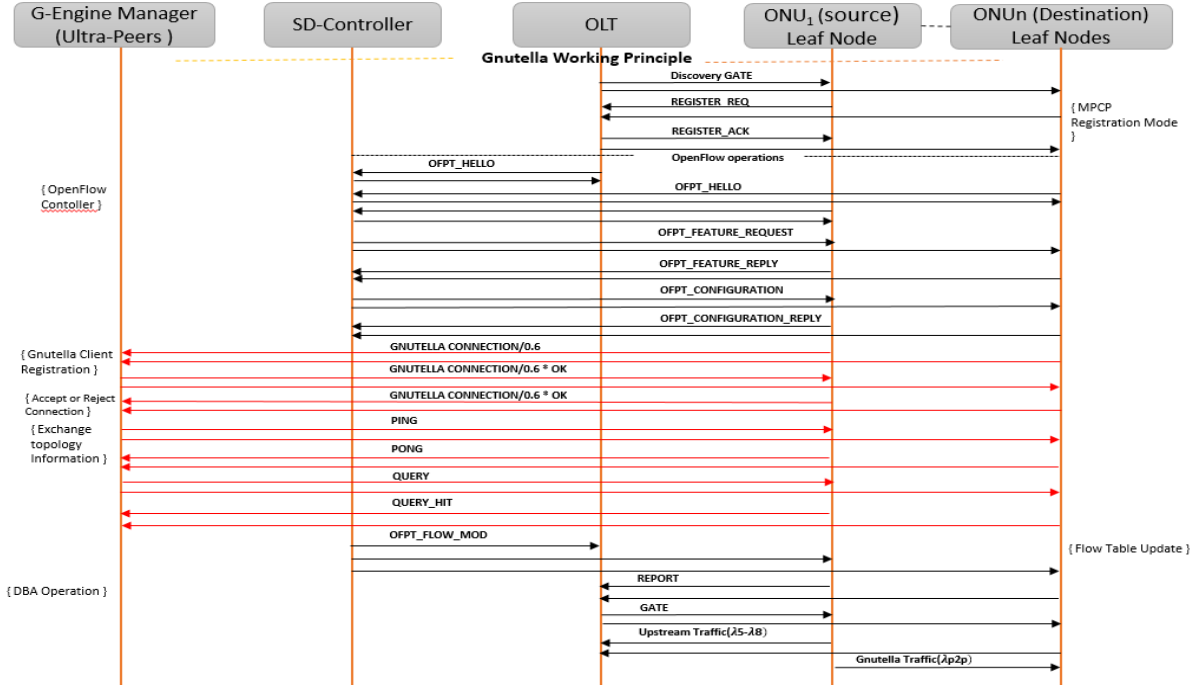 G-Engine Manager
(Ultra-Peers )
SD-Controller
OLT
ONU₁ (source)
Leaf Node
ONUn (Destination)
Leaf Nodes
Gnutella Working Principle
Discovery GATE
REGISTER_REQ
{ MPCP
Registration Mode
}
REGISTER_ACK
OpenFlow operations
OFPT_HELLO
{ OpenFlow
Contoller }
OFPT_HELLO
OFPT_FEATURE_REQUEST
OFPT_FEATURE_REPLY
OFPT_CONFIGURATION
OFPT_CONFIGURATION_REPLY
GNUTELLA CONNECTION/0.6
{ Gnutella Client
Registration }
GNUTELLA CONNECTION/0.6 * OK
{ Accept or Reject
Connection }
GNUTELLA CONNECTION/0.6 * OK
PING
{ Exchange
topology
Information }
PONG
QUERY
QUERY_HIT
OFPT_FLOW_MOD
{ Flow Table Update }
REPORT
{ DBA Operation }
GATE
Upstream Traffic(λ5-λ8)
Gnutella Traffic(λp2p)